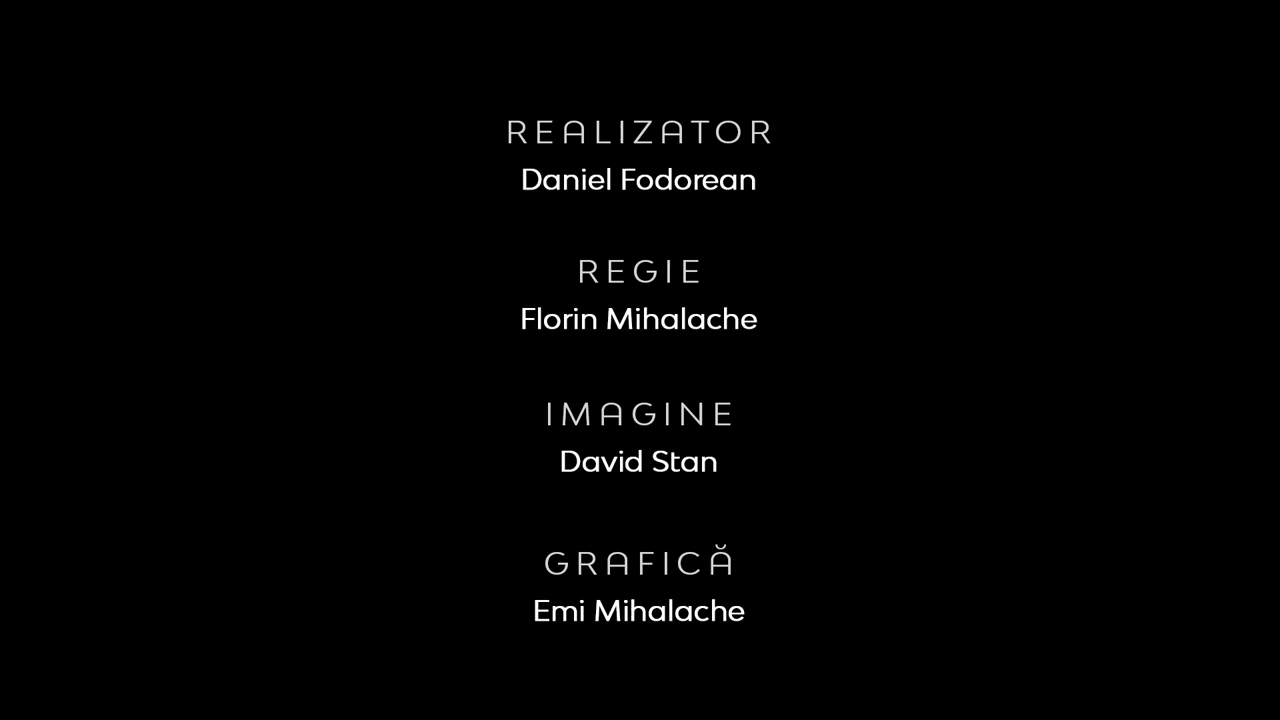 REALIZATOR
Daniel Fodorean
REGIE
Florin Mihalache
IMAGINE
David Stan
GRAFICĂ
Emi Mihalache